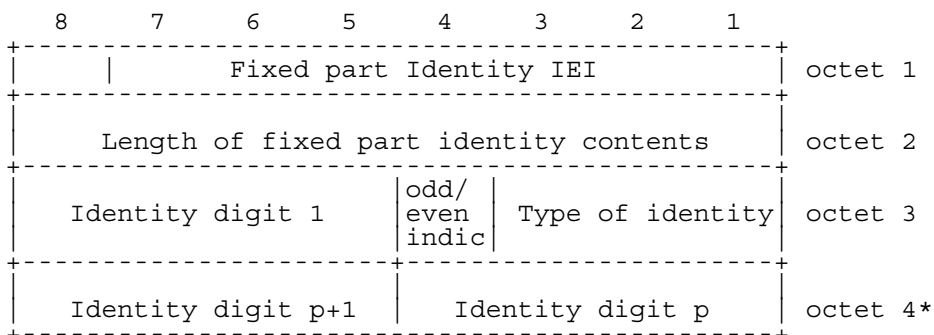 8 7 6 5 4 3 2 1
Fixed part Identity IEI octet 1
Length of fixed part identity contents octet 2
odd/
Identity digit 1 even Type of identity octet 3
indic
Identity digit p+1 Identity digit p octet 4*